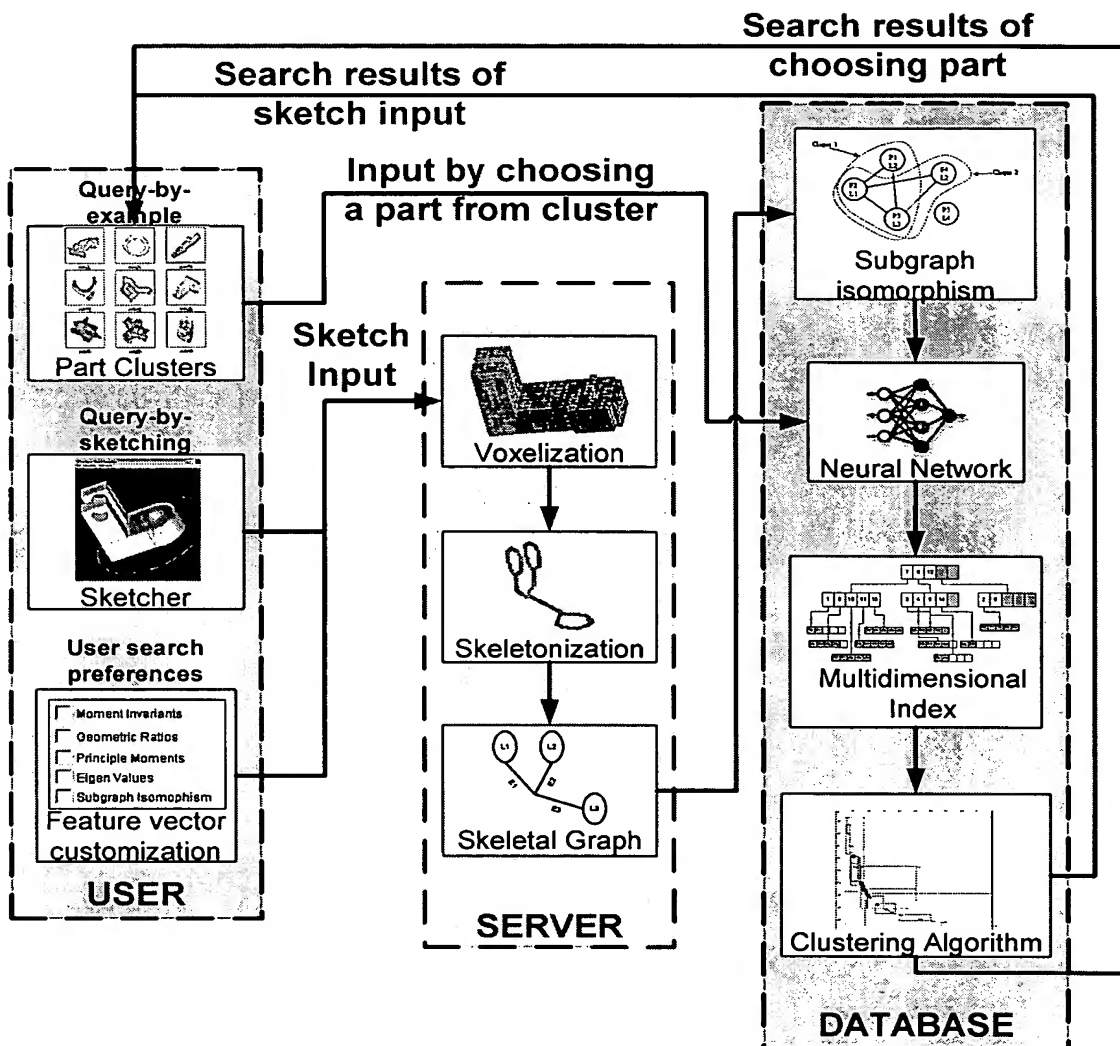 Search results of
choosing part
Search results of
sketch input
Query-by-
example
Part Clusters
Input by choosing
a part from cluster
Sketch
Input
Query-by-
sketching
Sketcher
User search
preferences
Moment Invariants
Geometric Ratios
Principle Moments
Eigen Values
Subgraph Isomophism
Feature vector
customization
USER
Voxelization
Skeletonization
L1
L2
L3
Skeletal Graph
SERVER
Subgraph
isomorphism
Neural Network
Multidimensional
Index
Clustering Algorithm
DATABASE